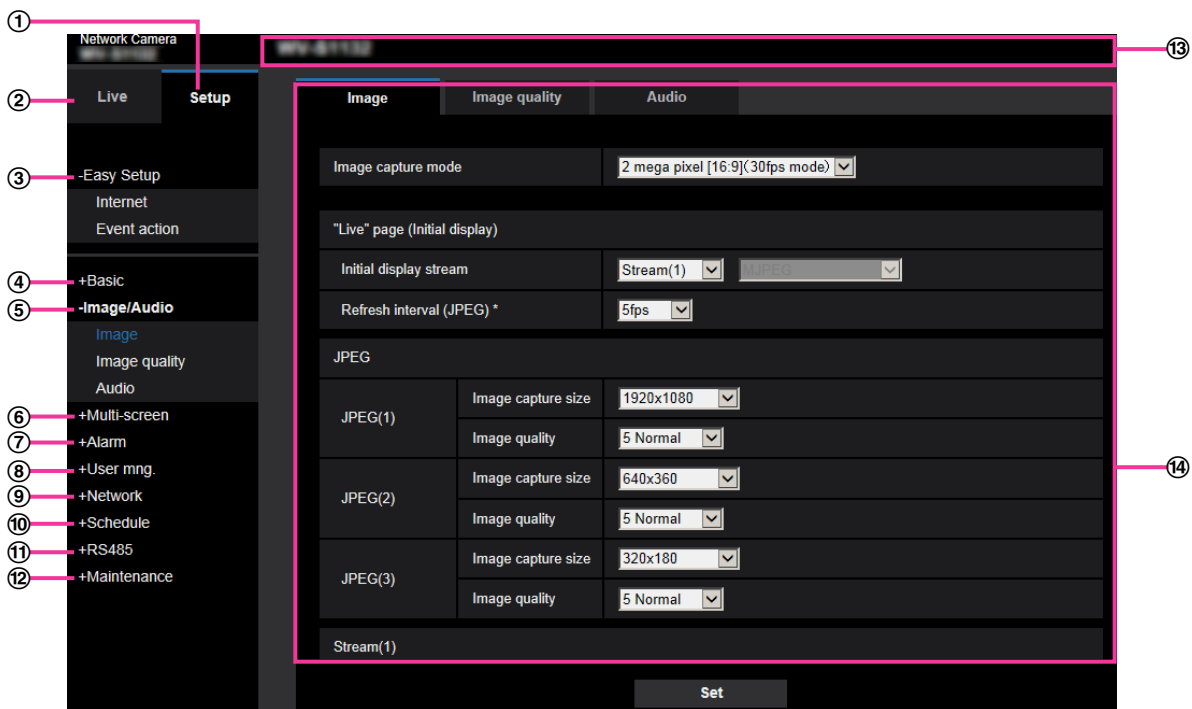 ①
Network Camera
⑬
②
Live
Setup
③
-Easy Setup
Internet
Event action
④
+Basic
⑤
-Image/Audio
Image
Image quality
Audio
⑥
+Multi-screen
⑦
+Alarm
⑧
+User mng.
⑨
+Network
⑩
+Schedule
⑪
+RS485
⑫
+Maintenance
Image
Image quality
Audio
Image capture mode
2 mega pixel [16:9](30fps mode)
"Live" page (Initial display)
Initial display stream
Stream(1)
MJPEG
Refresh interval (JPEG) *
5fps
JPEG
JPEG(1)
Image capture size
1920x1080
Image quality
5 Normal
JPEG(2)
Image capture size
640x360
Image quality
5 Normal
⑭
JPEG(3)
Image capture size
320x180
Image quality
5 Normal
Stream(1)
Set